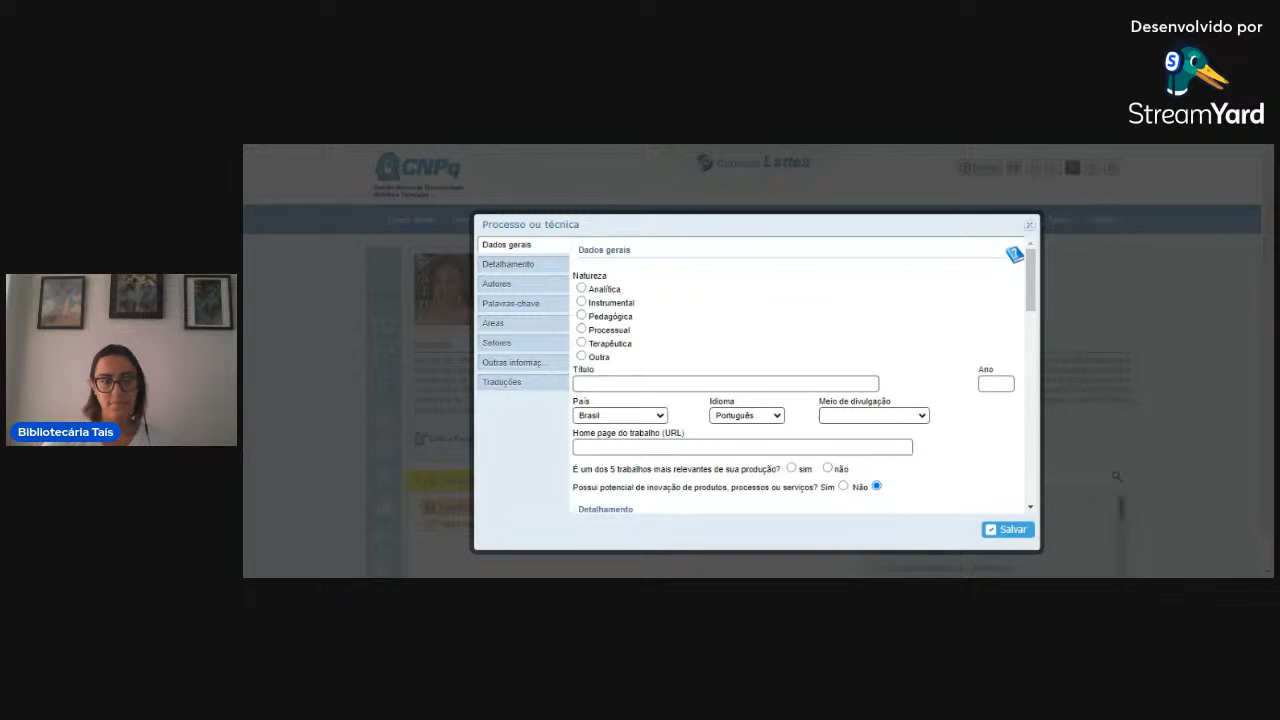 Desenvolvido por
StreamYard
CNPq
Lattes
Processo ou técnica
Dados gerais
Detalhamento
Autores
Palavras-chave
Areas
Setores
Outras informaç...
Traduções
Dados gerais
Natureza
Analítica
Instrumental
Pedagógica
Processual
Terapêutica
Outra
Título
Ano
País
Idioma
Meio de divulgação
Brasil
Português
Home page do trabalho (URL)
É um dos 5 trabalhos mais relevantes de sua produção? sim não
Possui potencial de inovação de produtos, processos ou serviços? Sim Não
Detalhamento
Salvar
Bibliotecária Taís